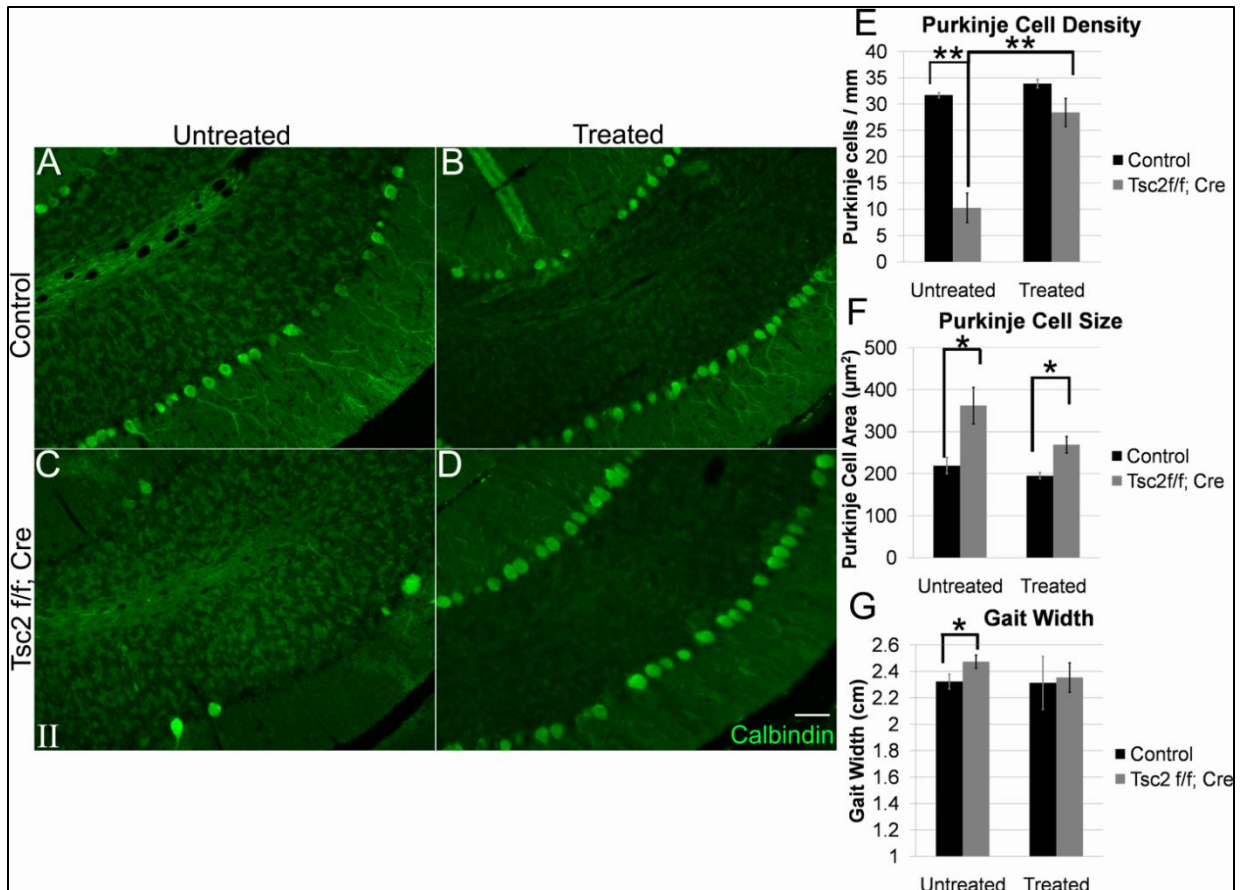 Untreated
Treated
Control
Tsc2 f/f; Cre
A
B
C
D
II
Calbindin
E
Purkinje Cell Density
**
**
Purkinje cells / mm
40
35
30
25
20
15
10
5
0
Untreated
Treated
Control
Tsc2f/f; Cre
F
Purkinje Cell Size
*
*
Purkinje Cell Area (µm²)
500
400
300
200
100
0
Untreated
Treated
Control
Tsc2f/f; Cre
G
Gait Width
*
Gait Width (cm)
2.6
2.4
2.2
2
1.8
1.6
1.4
1.2
1
Untreated
Treated
Control
Tsc2 f/f; Cre